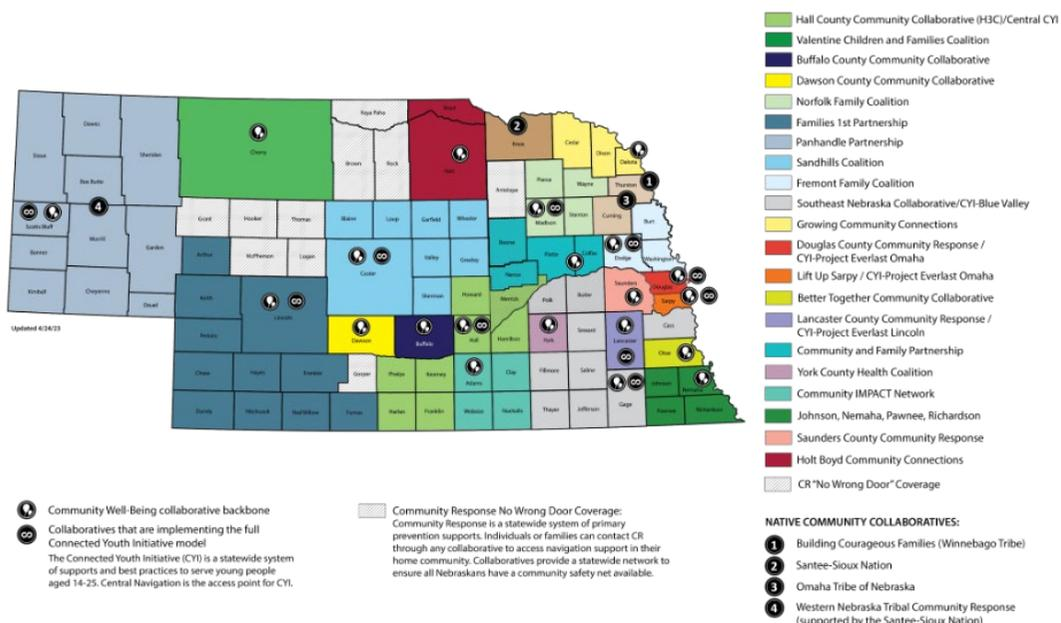 Hall County Community Collaborative (H3C)/Central CYI
Valentine Children and Families Coalition
Buffalo County Community Collaborative
Dawson County Community Collaborative
Norfolk Family Coalition
Families 1st Partnership
Panhandle Partnership
Sandhills Coalition
Fremont Family Coalition
Southeast Nebraska Collaborative/CYI-Blue Valley
Growing Community Connections
Douglas County Community Response /
CYI-Project Everlast Omaha
Lift Up Sarpy / CYI-Project Everlast Omaha
Better Together Community Collaborative
Lancaster County Community Response /
CYI-Project Everlast Lincoln
Community and Family Partnership
York County Health Coalition
Community IMPACT Network
Johnson, Nemaha, Pawnee, Richardson
Saunders County Community Response
Holt Boyd Community Connections
CR "No Wrong Door" Coverage
NATIVE COMMUNITY COLLABORATIVES:
1 Building Courageous Families (Winnebago Tribe)
2 Santee-Sioux Nation
3 Omaha Tribe of Nebraska
4 Western Nebraska Tribal Community Response
(supported by the Santee-Sioux Nation)
Sioux
Dawes
Box Butte
Sheridan
Scotts Bluff
Banner
Kimball
Morrill
Cheyenne
Garden
Deuel
4
Cherry
Keya Paha
Brown
Rock
Boyd
Holt
2
Knox
Cedar
Dixon
Dakota
Antelope
Pierce
Wayne
Thurston
1
Madison
Stanton
Cuming
3
Burt
Grant
Hooker
Thomas
Blaine
Loup
Garfield
Wheeler
Arthur
McPherson
Logan
Custer
Valley
Greeley
Boone
Platte
Colfax
Dodge
Washington
Nance
Keith
Lincoln
Sherman
Howard
Merrick
Polk
Butler
Saunders
Douglas
Sarpy
Updated 4/24/23
Perkins
Dawson
Buffalo
Hall
Hamilton
York
Seward
Lancaster
Cass
Otoe
Chase
Hayes
Frontier
Gosper
Phelps
Kearney
Adams
Clay
Fillmore
Saline
Johnson
Nemaha
Dundy
Hitchcock
Red Willow
Furnas
Harlan
Franklin
Webster
Nuckolls
Thayer
Jefferson
Gage
Pawnee
Richardson
Community Well-Being collaborative backbone
Collaboratives that are implementing the full
Connected Youth Initiative model
The Connected Youth Initiative (CYI) is a statewide system
of supports and best practices to serve young people
aged 14-25. Central Navigation is the access point for CYI.
Community Response No Wrong Door Coverage:
Community Response is a statewide system of primary
prevention supports. Individuals or families can contact CR
through any collaborative to access navigation support in their
home community. Collaboratives provide a statewide network to
ensure all Nebraskans have a community safety net available.